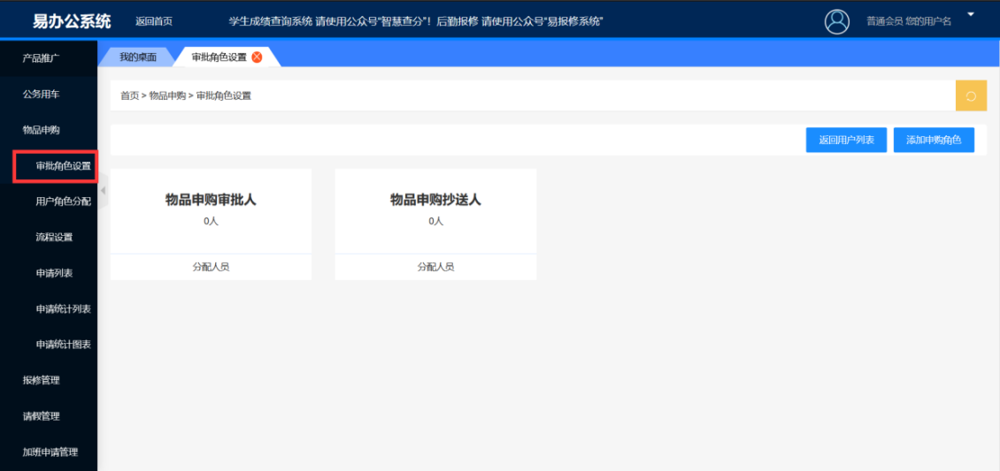 易办公系统 返回首页 学生成绩查询系统 请使用公众号"智慧查分"！后勤报修 请使用公众号"易报修系统" 普通会员 您的用户名
产品推广
我的桌面 审批角色设置
公务用车
首页 > 物品申购 > 审批角色设置
物品申购
返回用户列表 添加申购角色
审批角色设置
用户角色分配
物品申购审批人 物品申购抄送人
0人 0人
流程设置
分配人员 分配人员
申请列表
申请统计列表
申请统计图表
报修管理
请假管理
加班申请管理